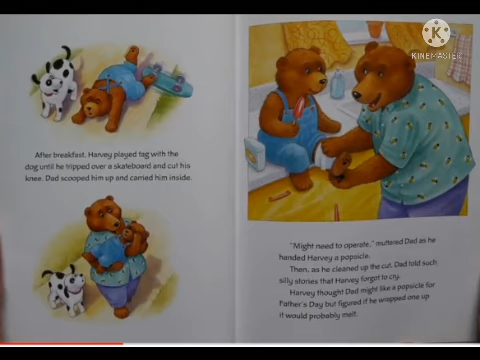 KINEMASTER
After breakfast, Harvey played tag with the
dog until he tripped over a skateboard and cut his
knee. Dad scooped him up and carried him inside.
"Might need to operate," muttered Dad as he
handed Harvey a popsicle.
Then, as he cleaned up the cut, Dad told such
silly stories that Harvey forgot to cry.
Harvey thought Dad might like a popsicle for
Father's Day but figured if he wrapped one up
it would probably melt.